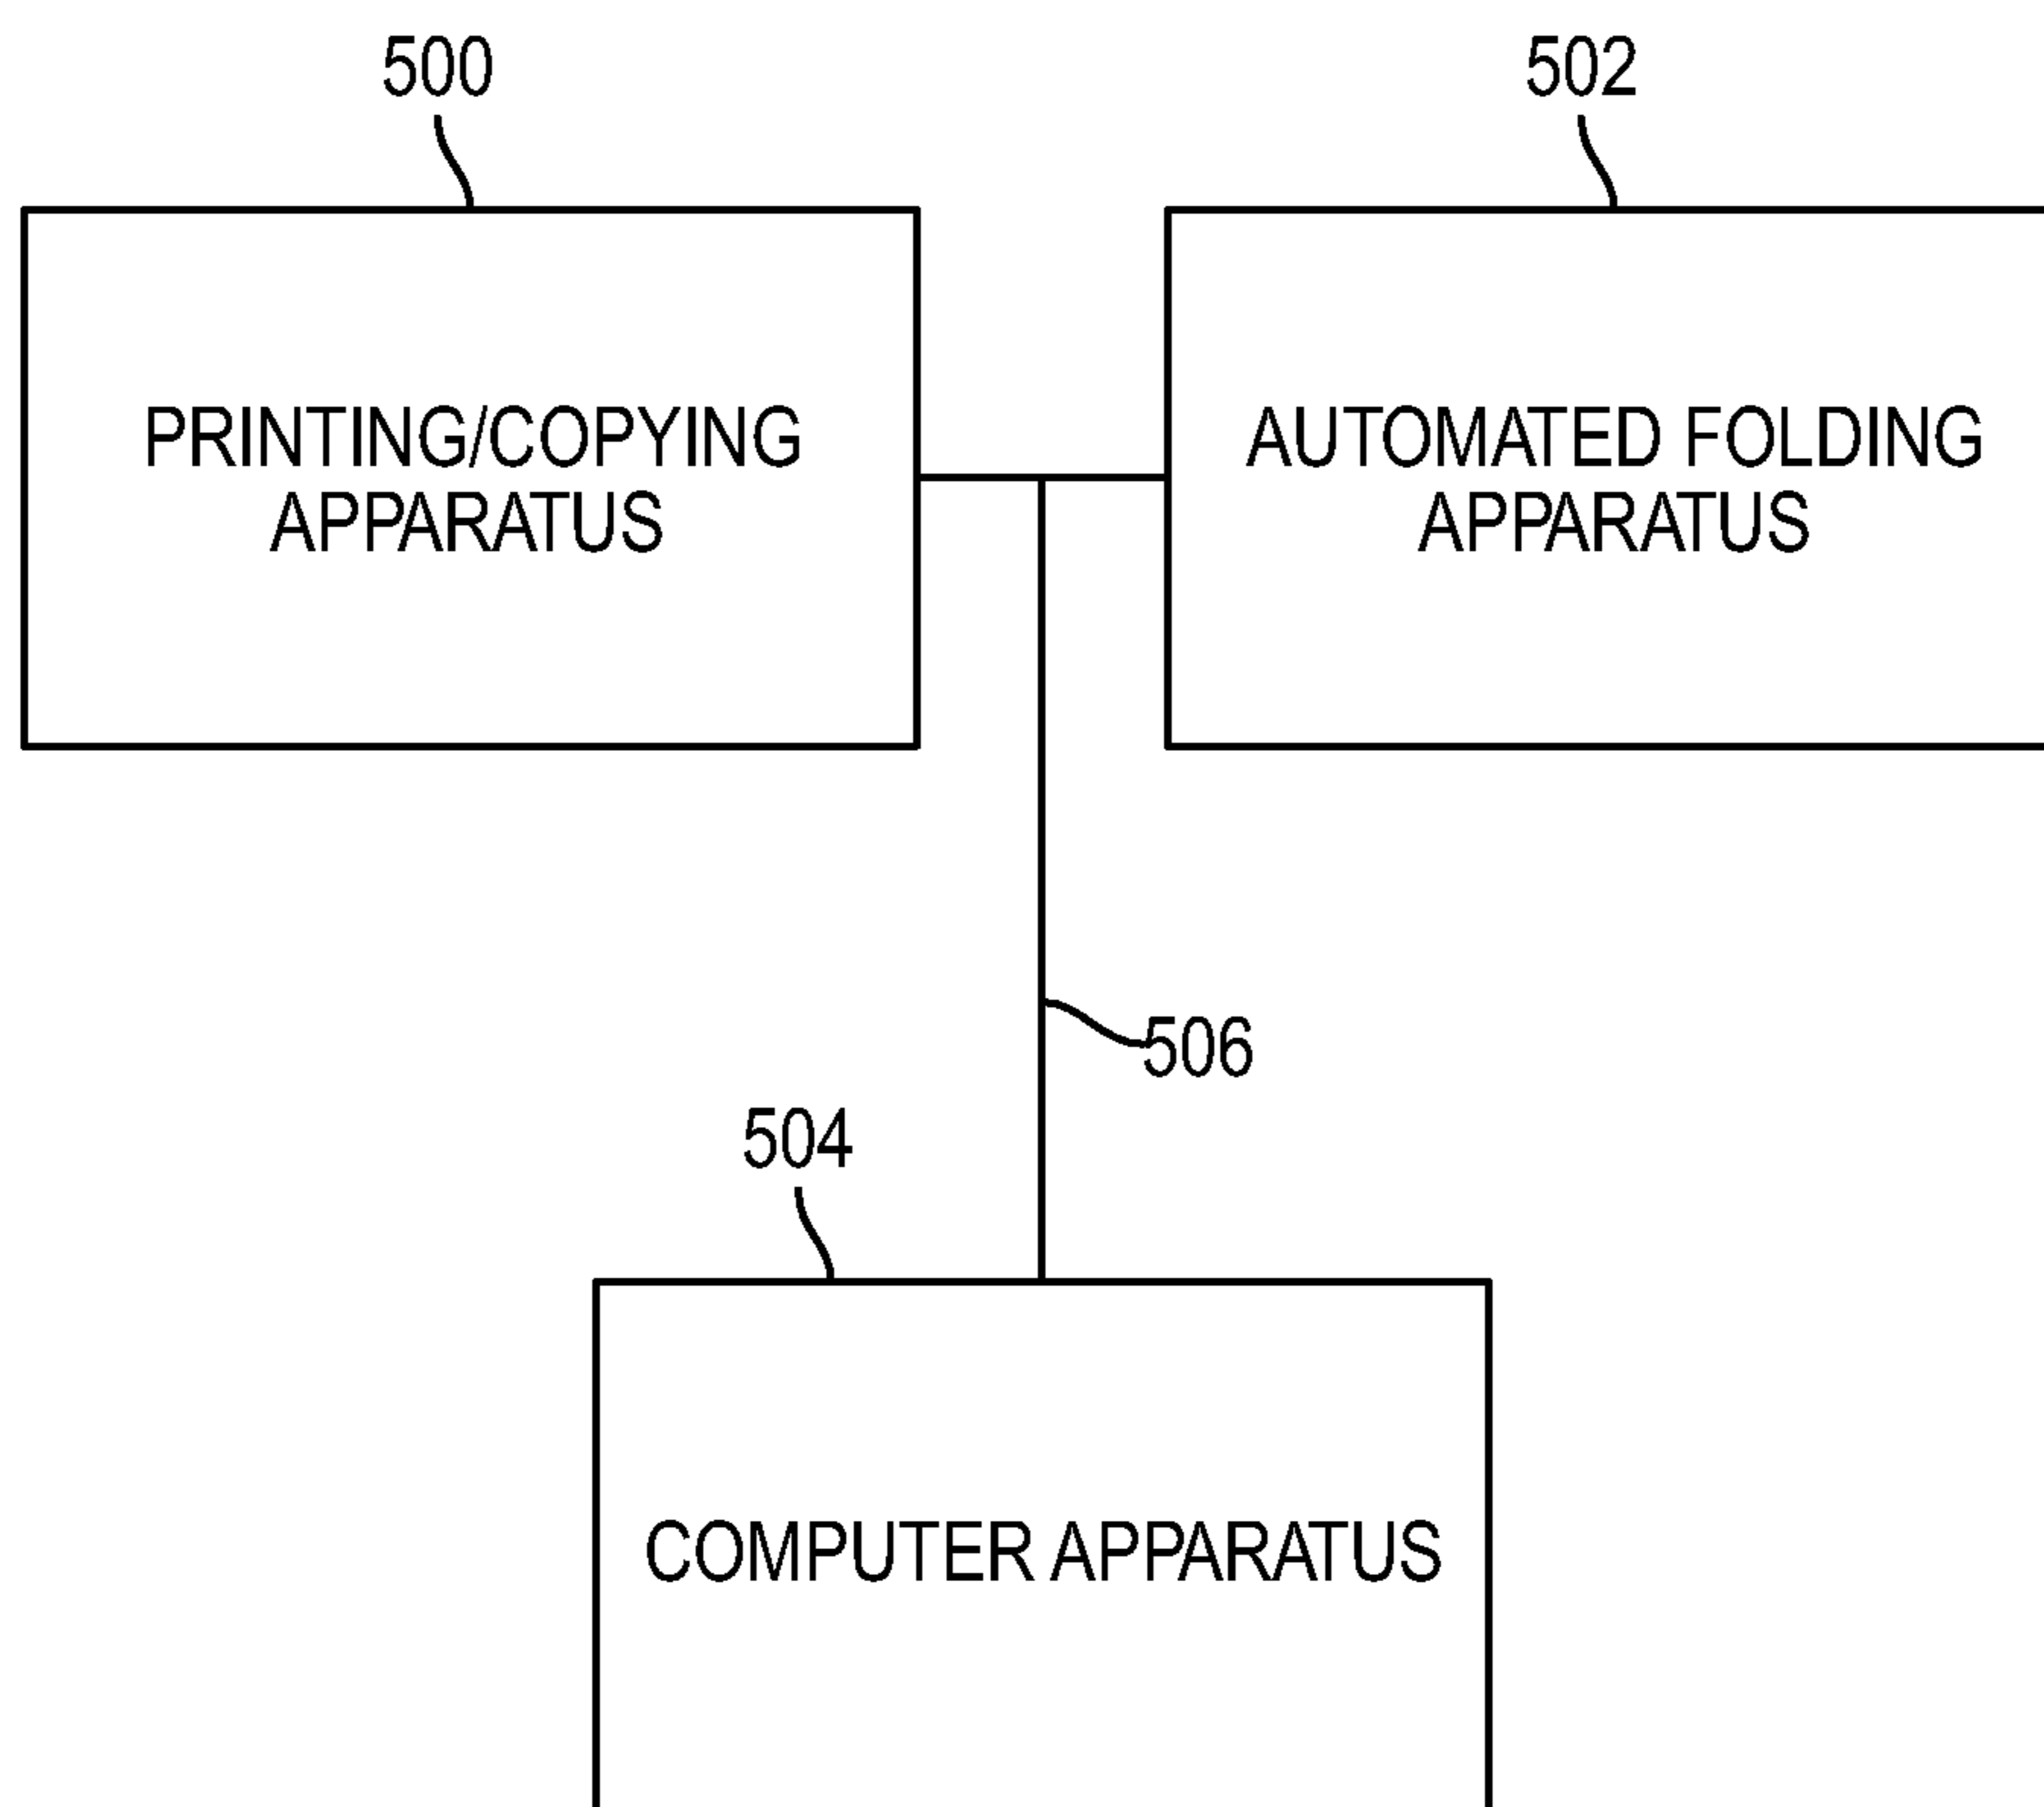 500
502
PRINTING/COPYING
APPARATUS
AUTOMATED FOLDING
APPARATUS
506
504
COMPUTER APPARATUS